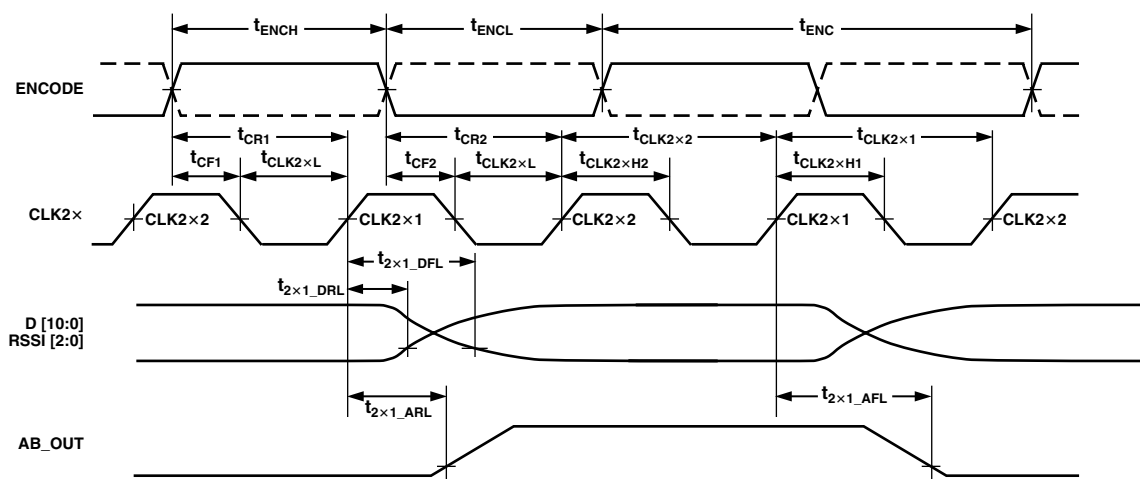 tENCH tENCL tENC
ENCODE
tCR1 tCR2 tCLK2×2 tCLK2×1
tCF1 tCLK2×L tCF2 tCLK2×L tCLK2×H2 tCLK2×H1
CLK2× CLK2×2 CLK2×1 CLK2×2 CLK2×1 CLK2×2
t2×1_DFL
t2×1_DRL
D [10:0]
RSSI [2:0]
t2×1_ARL t2×1_AFL
AB_OUT